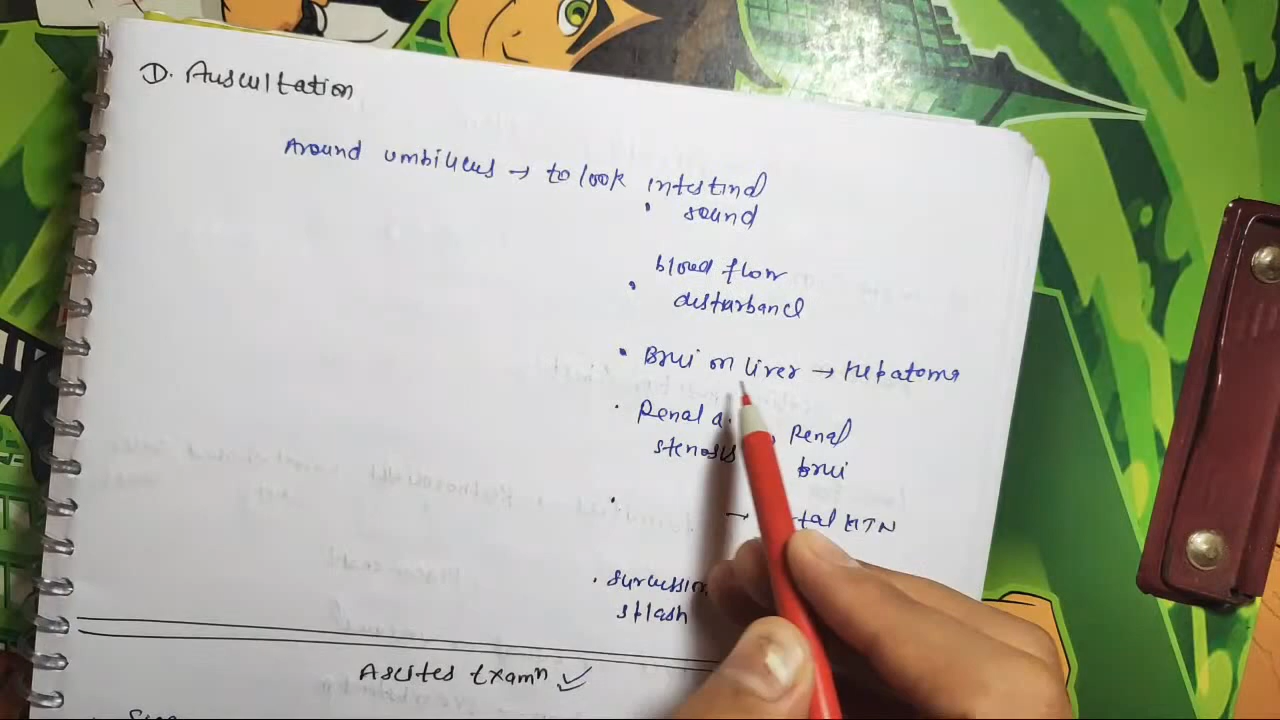 D. Auscultation
Around umbilicus → to look intestinal
• sound
blood flow
• disturbance
• Brui on liver → Hepatoma
• Renal a.
stenosis
Renal
brui
•
→ HTN
• succussion
splash
Ascites Examn ✓